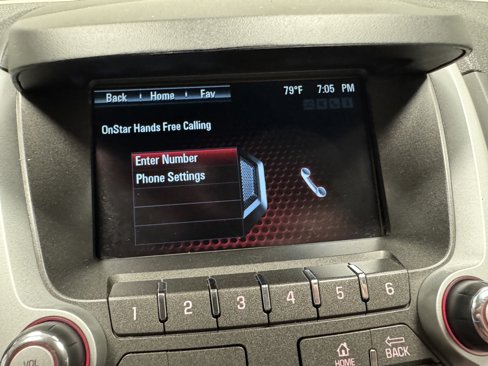 Back Home Fav 79°F 7:05 PM
OnStar Hands Free Calling
Enter Number
Phone Settings
1 2 3 4 5 6
VOL
HOME
BACK